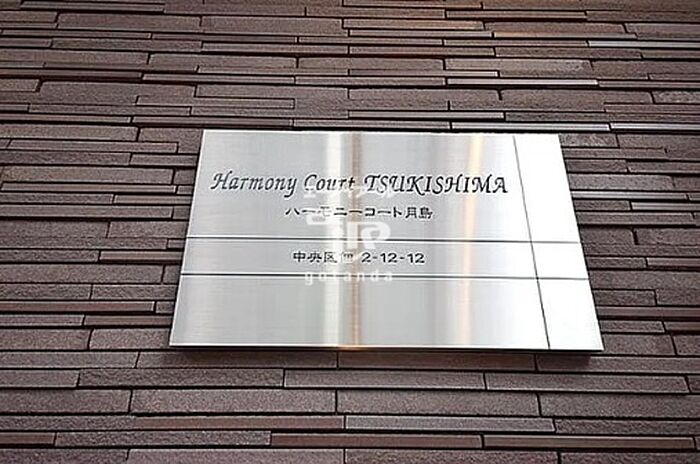 Harmony Court TSUKISHIMA
ハーモニーコート月島
中央区佃 2-12-12
gotanda